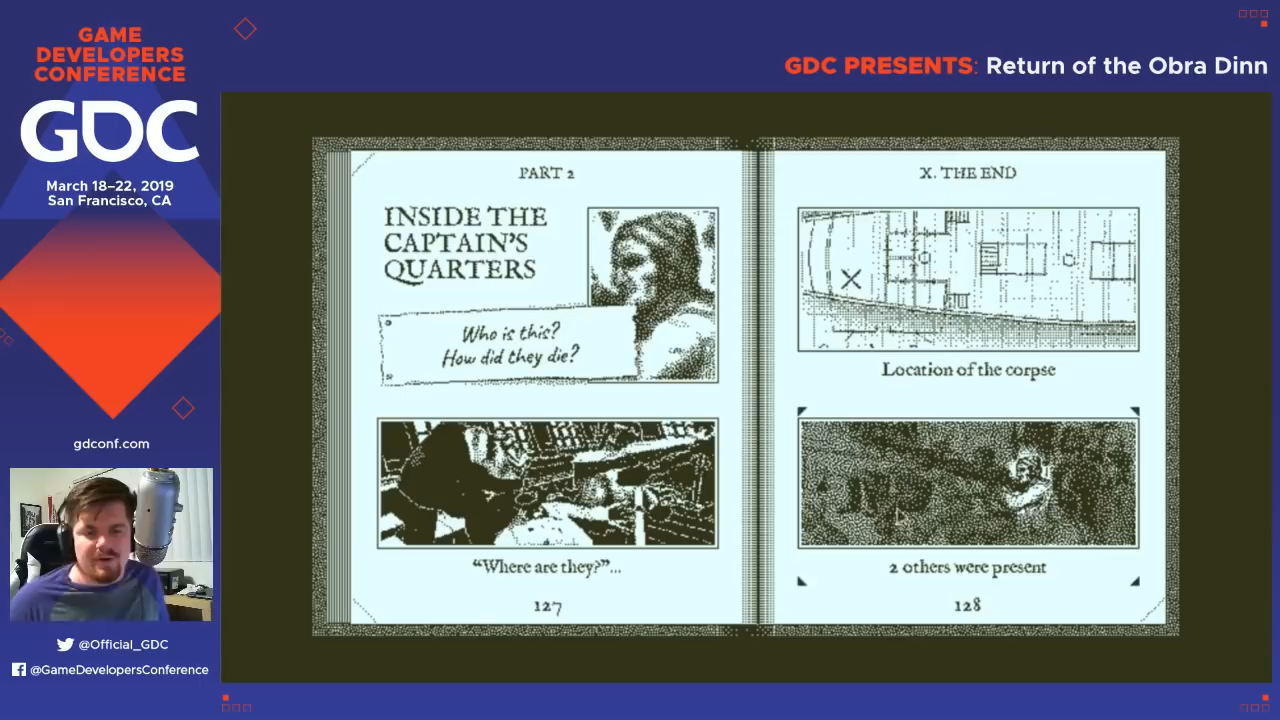 GAME
DEVELOPERS
CONFERENCE
GDC
March 18–22, 2019
San Francisco, CA
gdconf.com
@Official_GDC
@GameDevelopersConference
GDC PRESENTS: Return of the Obra Dinn
PART 2
INSIDE THE
CAPTAIN'S
QUARTERS
Who is this?
How did they die?
"Where are they?"...
127
X. THE END
Location of the corpse
2 others were present
128